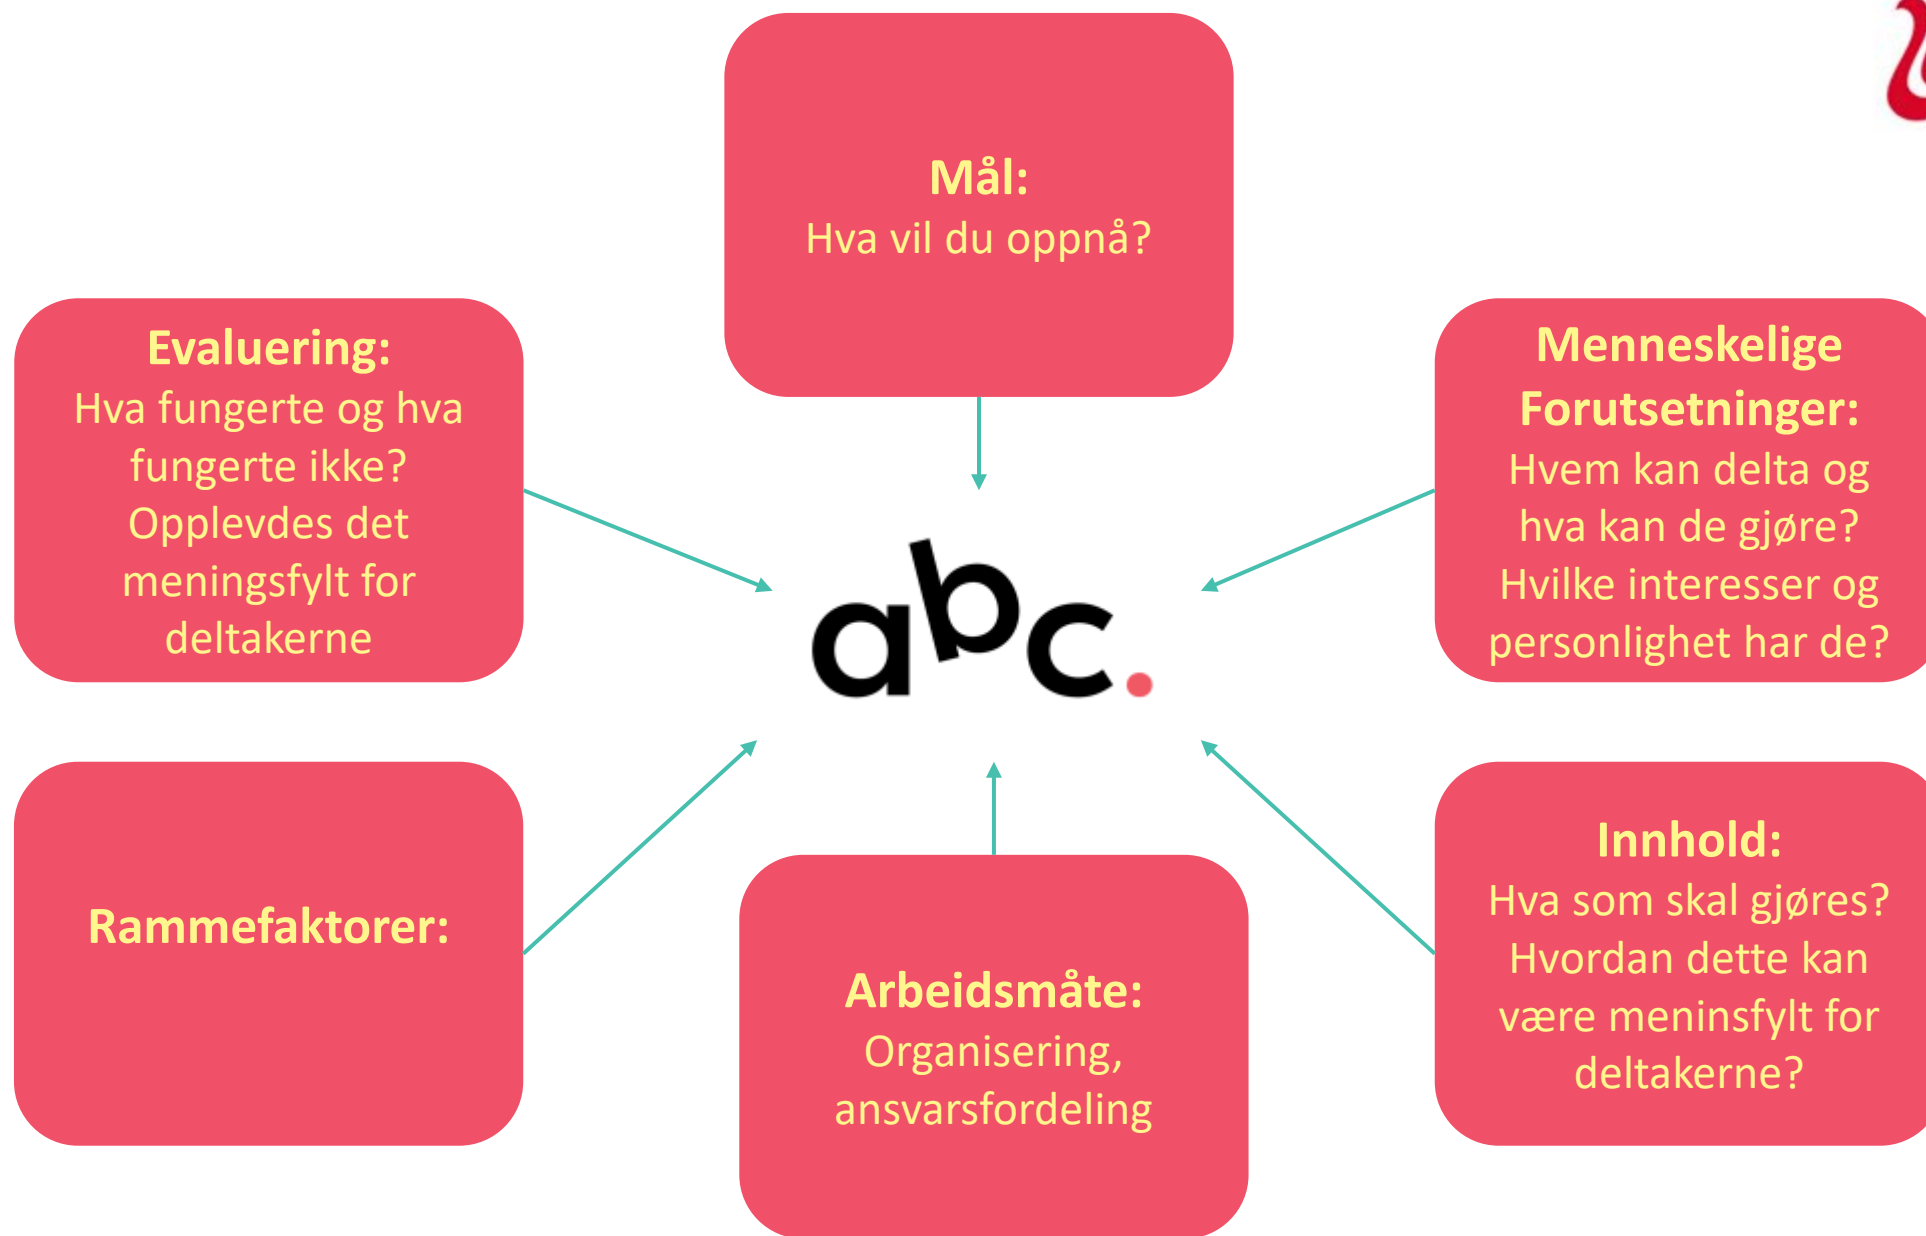 Mål:
Hva vil du oppnå?
Evaluering:
Hva fungerte og hva
fungerte ikke?
Opplevdes det
meningsfylt for
deltakerne
Menneskelige
Forutsetninger:
Hvem kan delta og
hva kan de gjøre?
Hvilke interesser og
personlighet har de?
abc.
Rammefaktorer:
Arbeidsmåte:
Organisering,
ansvarsfordeling
Innhold:
Hva som skal gjøres?
Hvordan dette kan
være meninsfylt for
deltakerne?